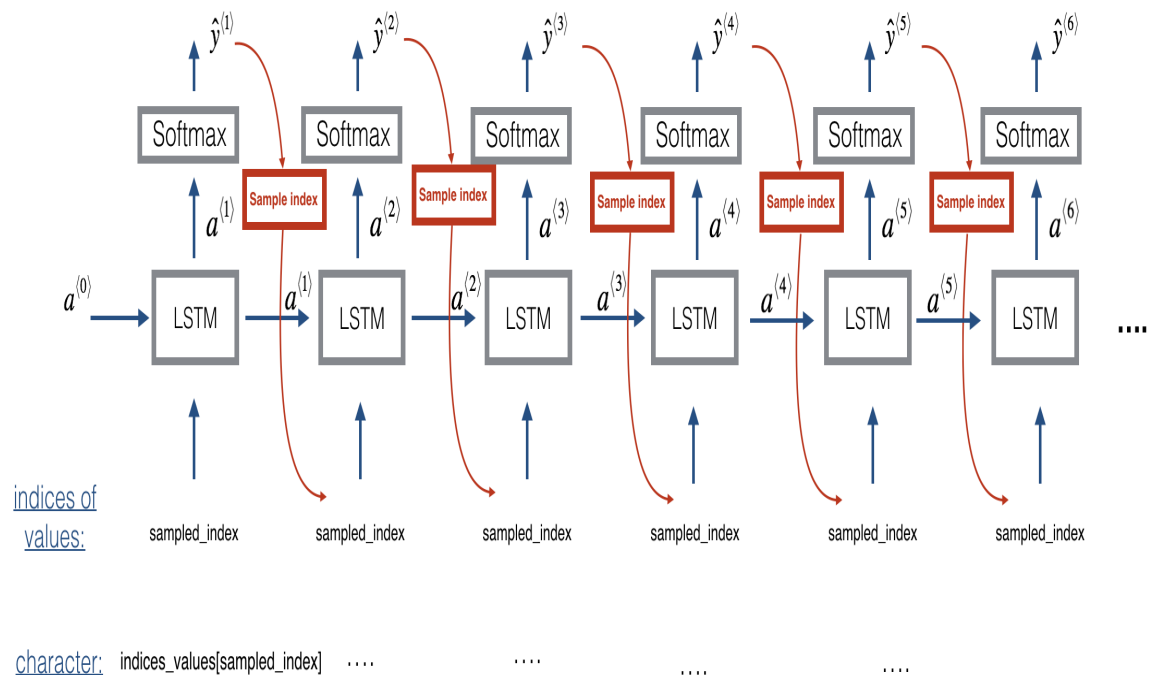 ŷ⟨1⟩ ŷ⟨2⟩ ŷ⟨3⟩ ŷ⟨4⟩ ŷ⟨5⟩ ŷ⟨6⟩
Softmax Softmax Softmax Softmax Softmax Softmax
Sample index Sample index Sample index Sample index Sample index
a⟨1⟩ a⟨2⟩ a⟨3⟩ a⟨4⟩ a⟨5⟩ a⟨6⟩
a⟨0⟩ a⟨1⟩ a⟨2⟩ a⟨3⟩ a⟨4⟩ a⟨5⟩
LSTM LSTM LSTM LSTM LSTM LSTM ....
indices of
values: sampled_index sampled_index sampled_index sampled_index sampled_index sampled_index
character: indices_values[sampled_index] .... .... .... ....